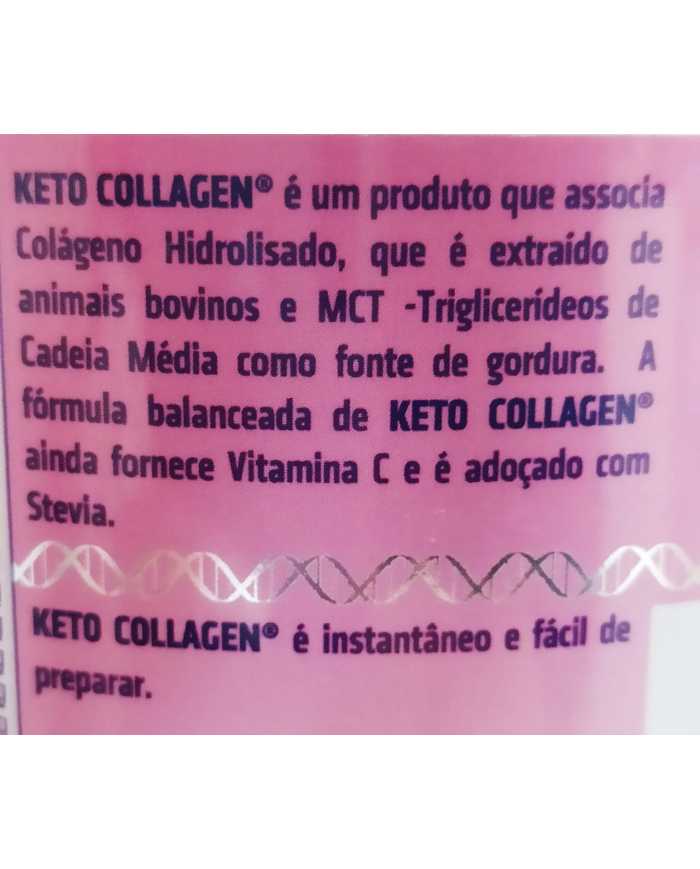 KETO COLLAGEN® é um produto que associa
Colágeno Hidrolisado, que é extraído de
animais bovinos e MCT -Triglicerídeos de
Cadeia Média como fonte de gordura. A
fórmula balanceada de KETO COLLAGEN®
ainda fornece Vitamina C e é adoçado com
Stevia.
KETO COLLAGEN® é instantâneo e fácil de
preparar.